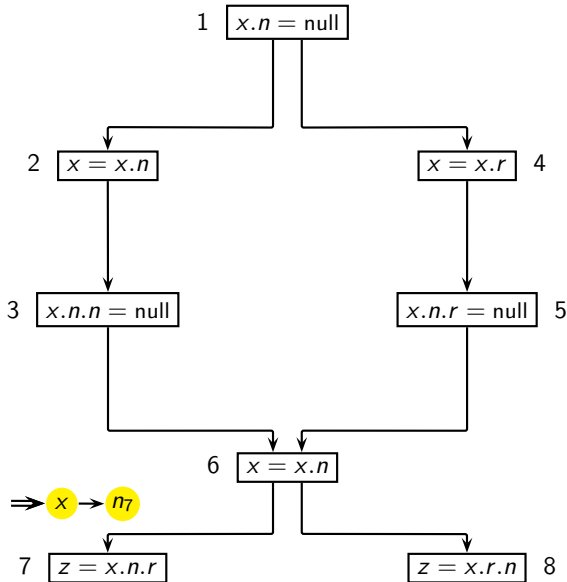 1 x.n = null
2 x = x.n
x = x.r 4
3 x.n.n = null
x.n.r = null 5
6 x = x.n
x n₇
7 z = x.n.r
z = x.r.n 8